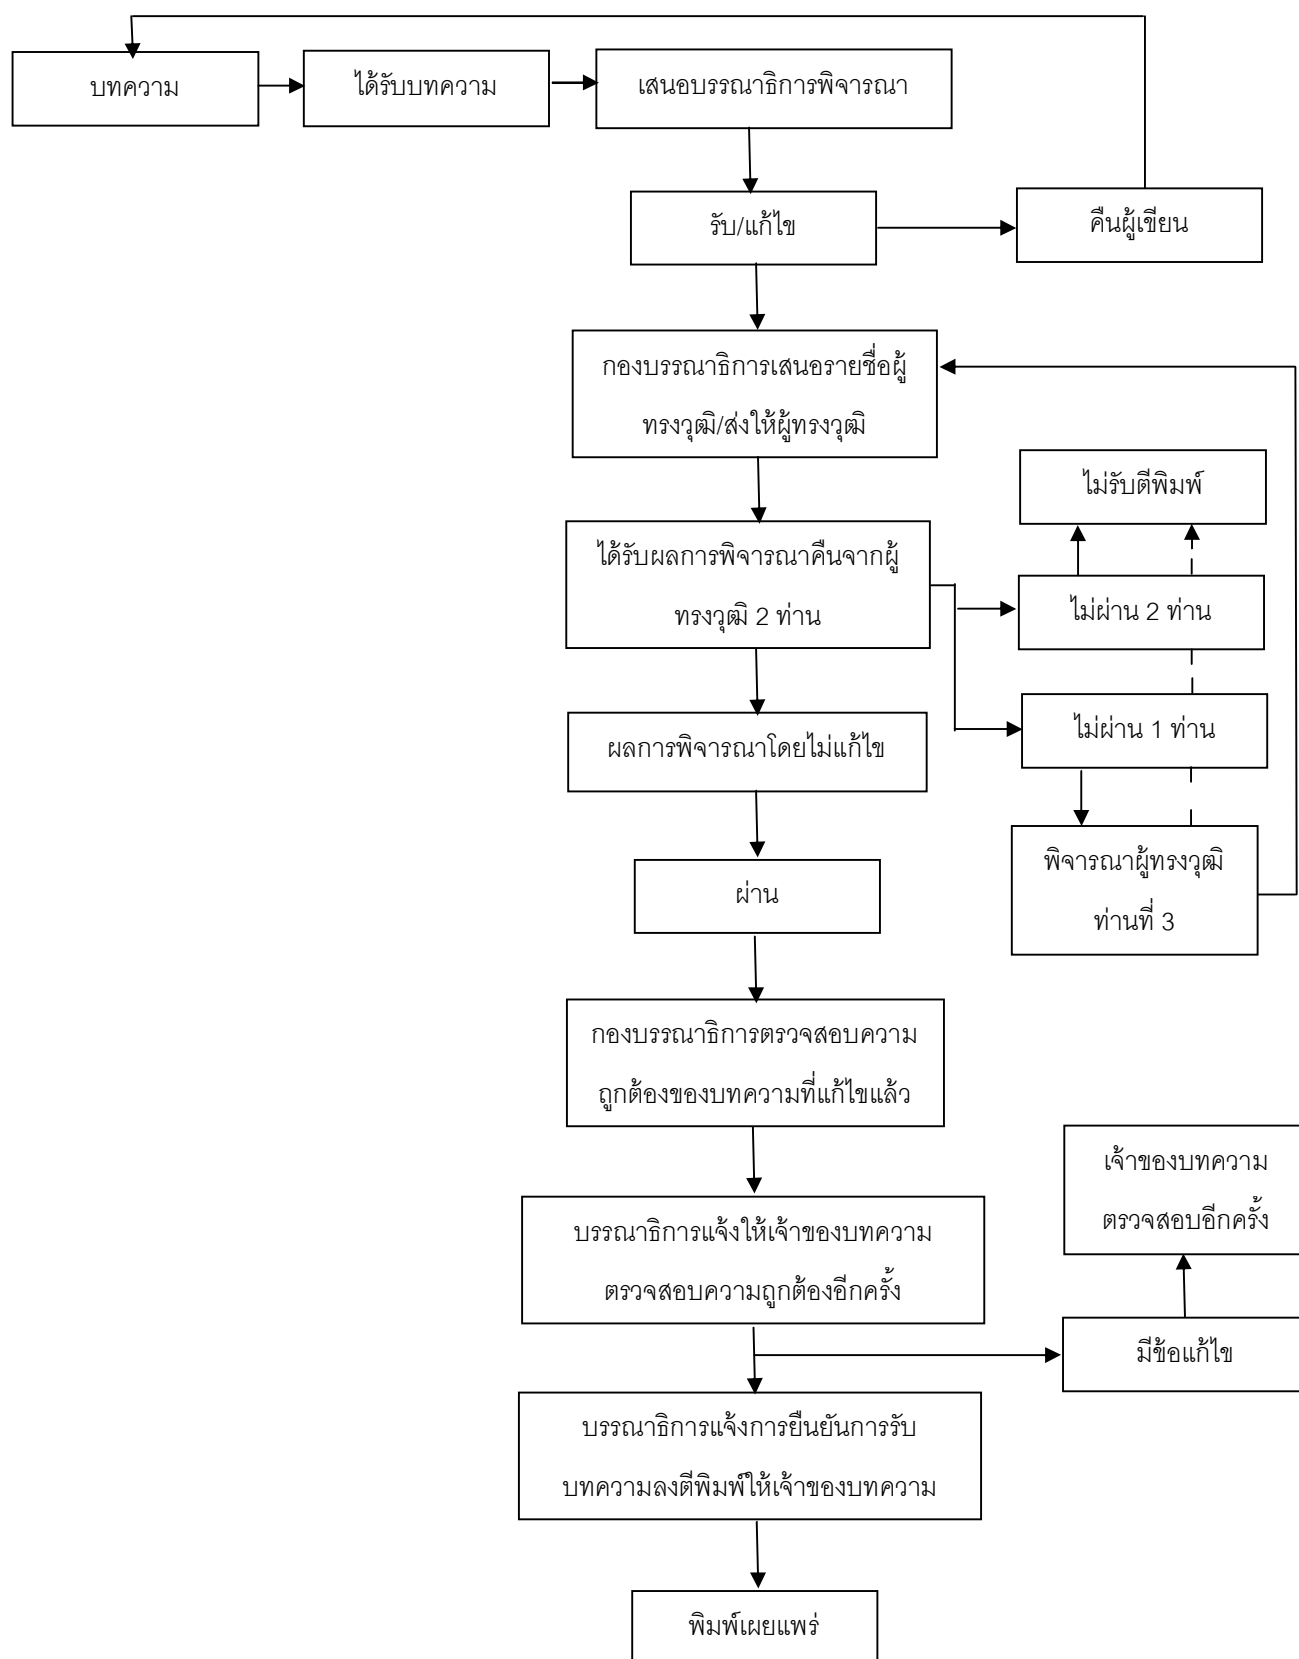 บทความ
ได้รับบทความ
เสนอบรรณาธิการพิจารณา
รับ/แก้ไข
คืนผู้เขียน
กองบรรณาธิการเสนอรายชื่อผู้
ทรงวุฒิ/ส่งให้ผู้ทรงวุฒิ
ไม่รับตีพิมพ์
ได้รับผลการพิจารณาคืนจากผู้
ทรงวุฒิ 2 ท่าน
ไม่ผ่าน 2 ท่าน
ไม่ผ่าน 1 ท่าน
ผลการพิจารณาโดยไม่แก้ไข
พิจารณาผู้ทรงวุฒิ
ท่านที่ 3
ผ่าน
กองบรรณาธิการตรวจสอบความ
ถูกต้องของบทความที่แก้ไขแล้ว
เจ้าของบทความ
ตรวจสอบอีกครั้ง
บรรณาธิการแจ้งให้เจ้าของบทความ
ตรวจสอบความถูกต้องอีกครั้ง
มีข้อแก้ไข
บรรณาธิการแจ้งการยืนยันการรับ
บทความลงตีพิมพ์ให้เจ้าของบทความ
พิมพ์เผยแพร่